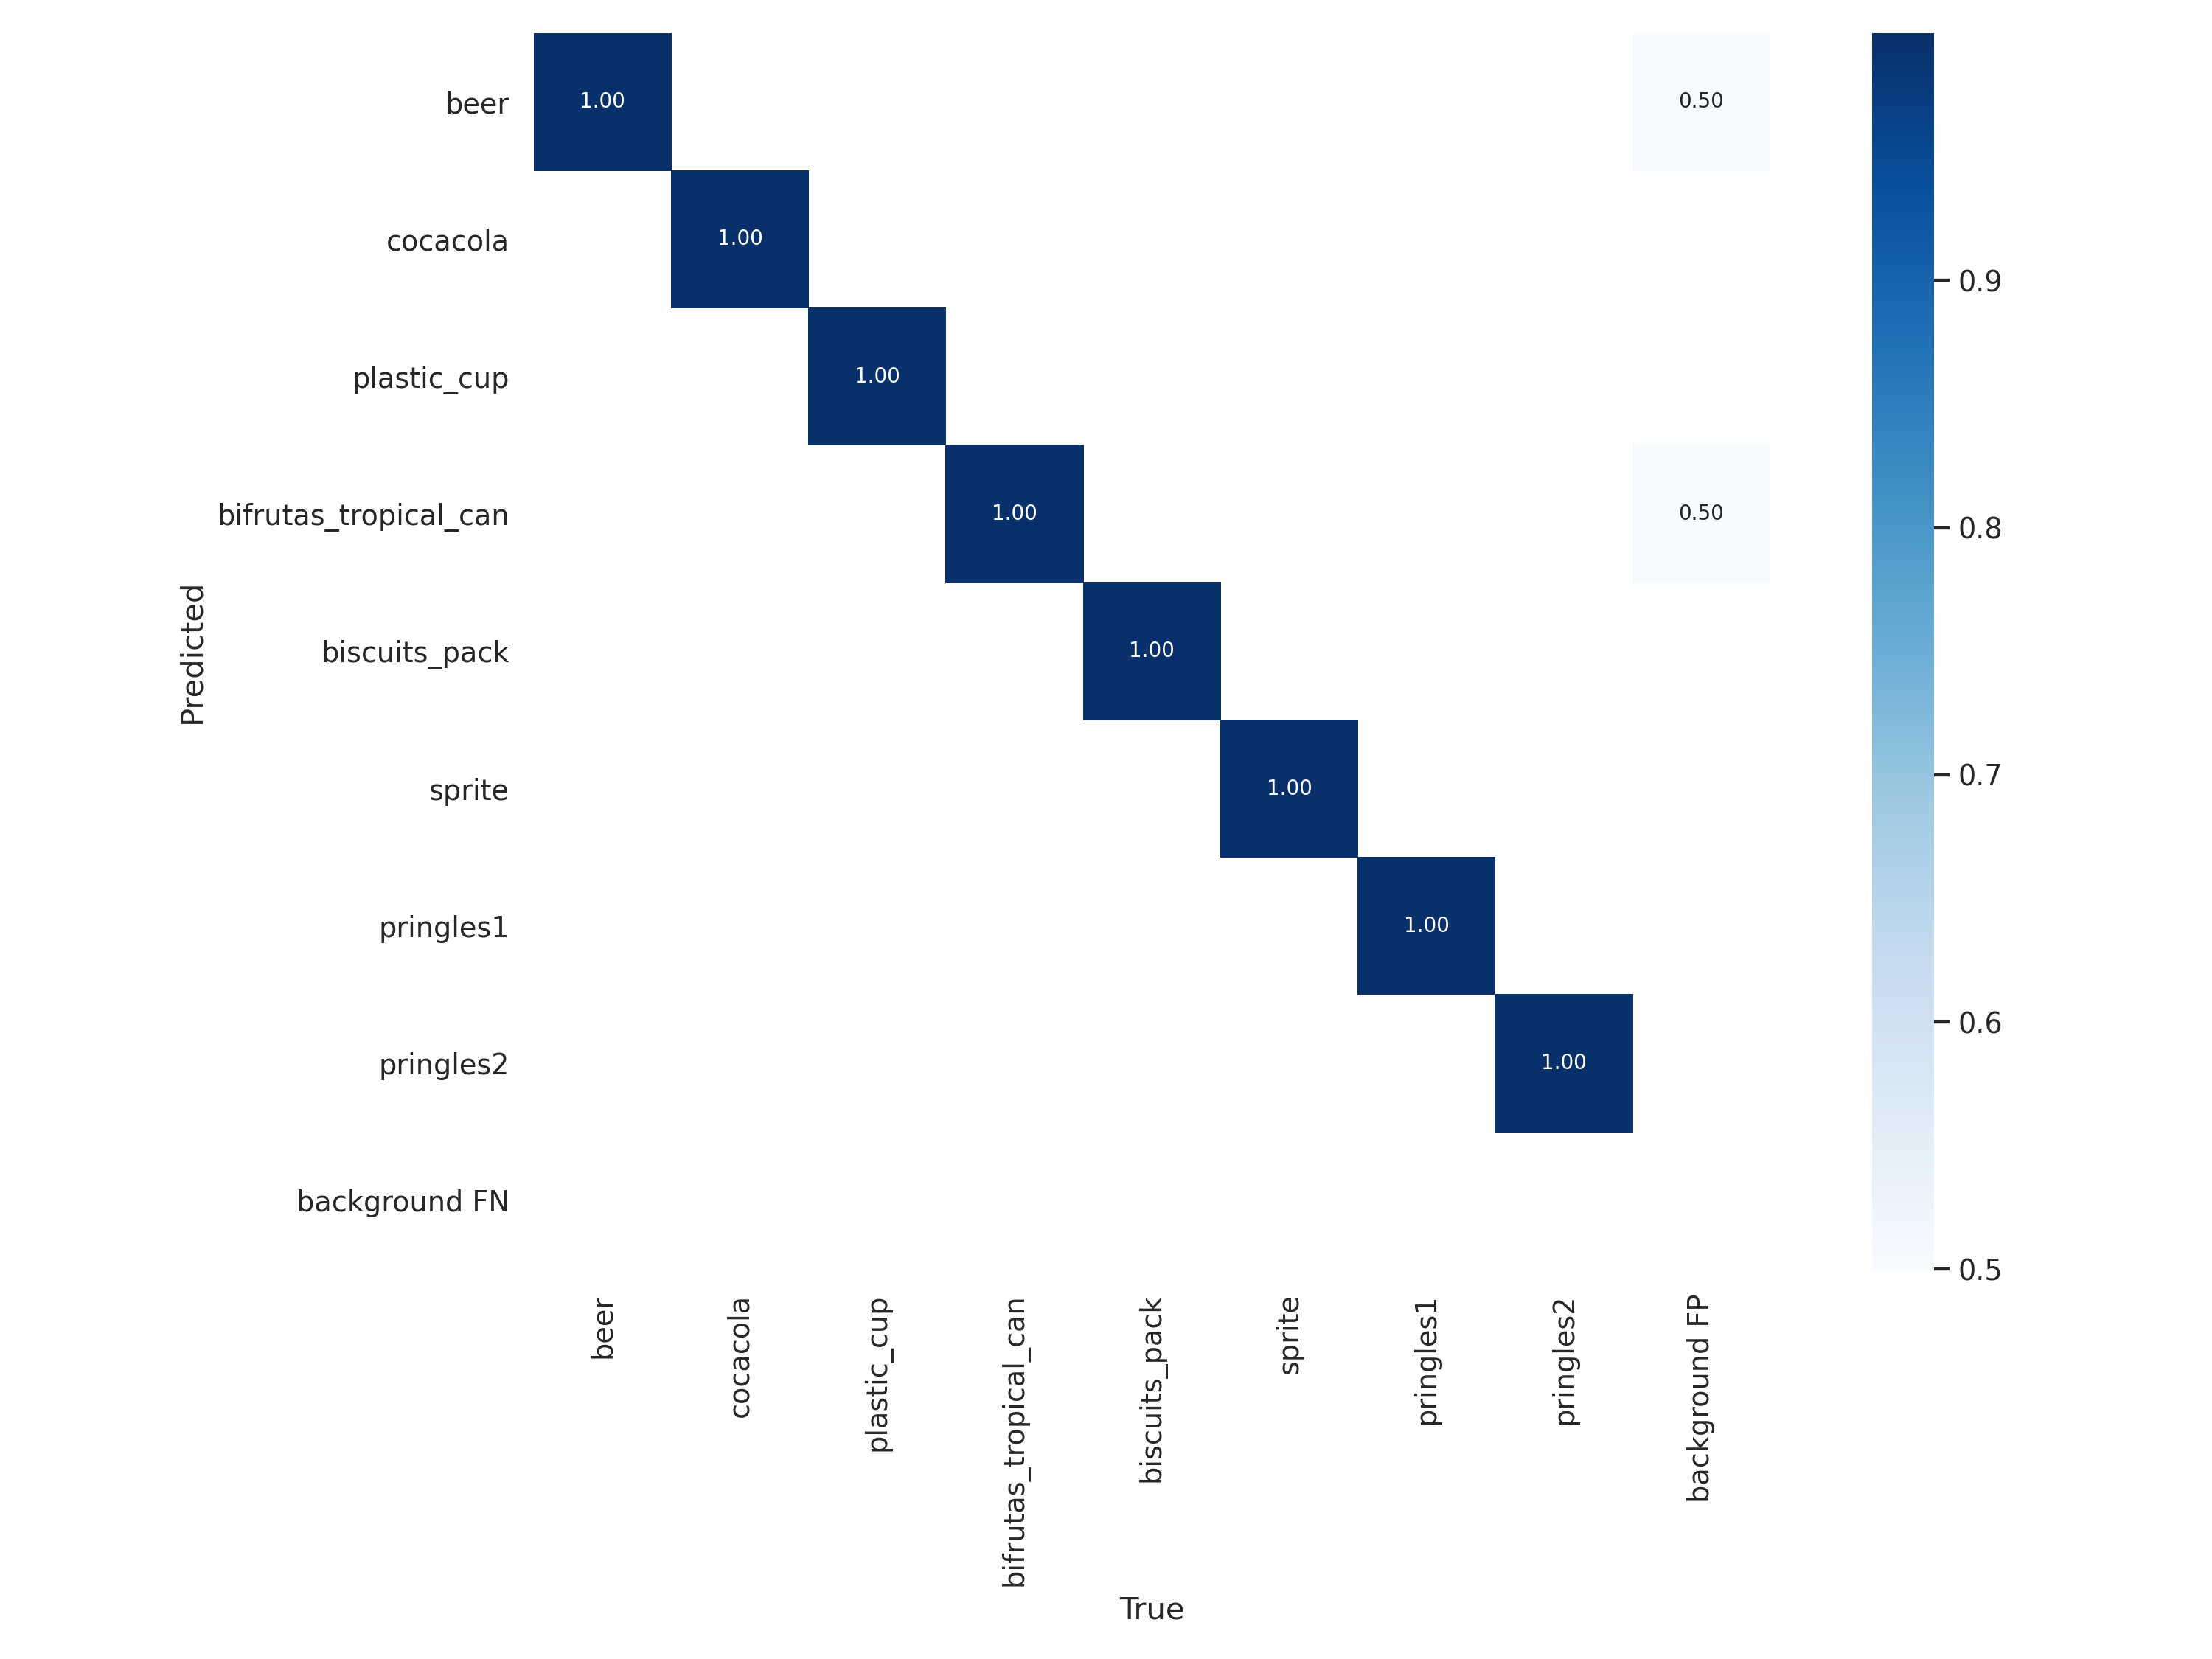 beer
1.00
0.50
cocacola
1.00
0.9
plastic_cup
1.00
bifrutas_tropical_can
1.00
0.50
0.8
Predicted
biscuits_pack
1.00
sprite
1.00
0.7
pringles1
1.00
pringles2
1.00
0.6
background FN
0.5
beer
cocacola
plastic_cup
bifrutas_tropical_can
biscuits_pack
sprite
pringles1
pringles2
background FP
True